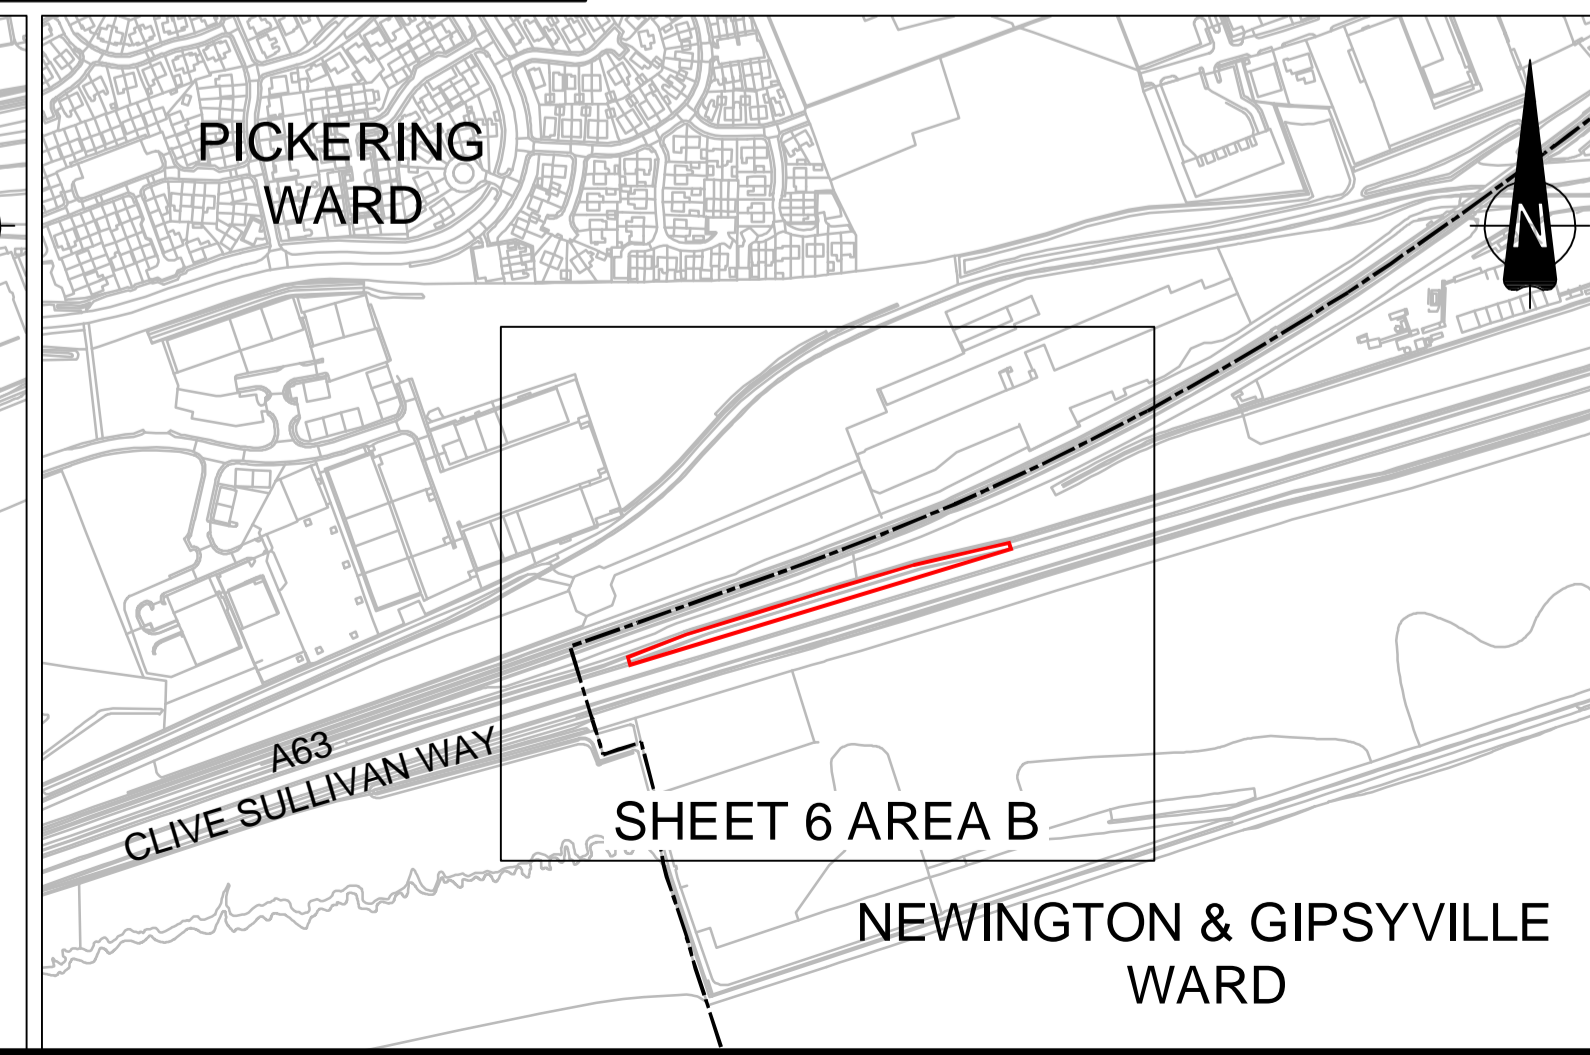 PICKERING
WARD
N
A63
CLIVE SULLIVAN WAY
SHEET 6 AREA B
NEWINGTON & GIPSYVILLE
WARD